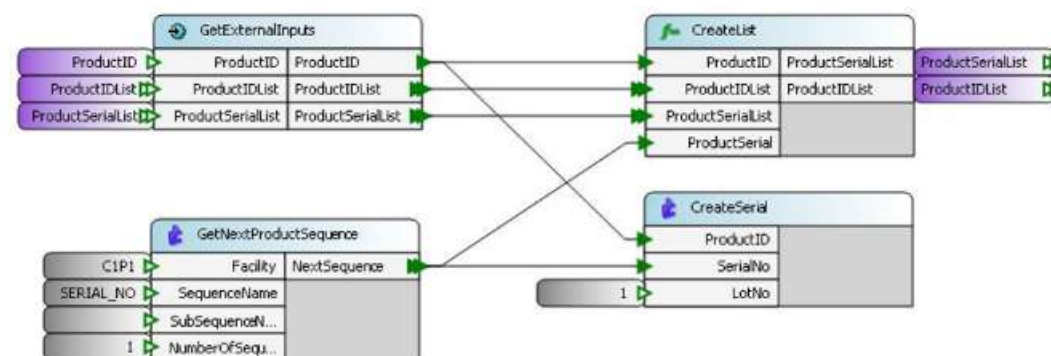 GetExternalInputs
ProductID ProductID ProductID
ProductIDList ProductIDList ProductIDList
ProductSerialList ProductSerialList ProductSerialList
CreateList
ProductID ProductSerialList ProductSerialList
ProductIDList ProductIDList ProductIDList
ProductSerialList
ProductSerial
GetNextProductSequence
C1P1 Facility NextSequence
SERIAL_NO SequenceName
SubSequenceN...
1 NumberOfSequ...
CreateSerial
ProductID
SerialNo
1 LotNo